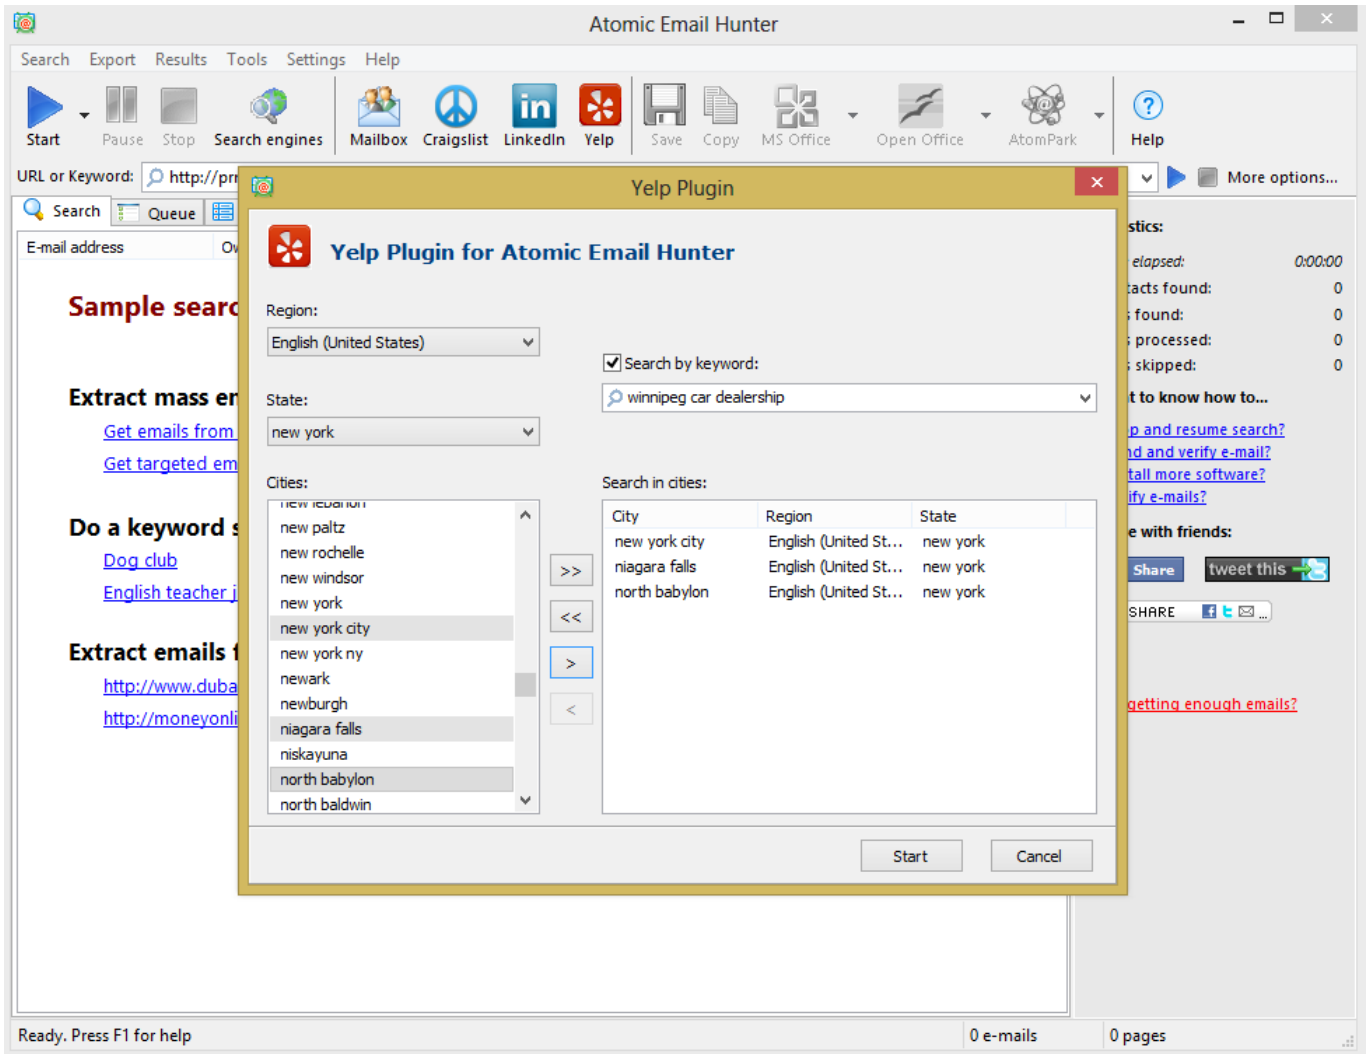 Atomic Email Hunter
Search Export Results Tools Settings Help
Start Pause Stop Search engines Mailbox Craigslist LinkedIn Yelp Save Copy MS Office Open Office AtomPark Help
URL or Keyword: http://prr
More options...
Search Queue
E-mail address
Sample searc
Extract mass em
Get emails from
Get targeted em
Do a keyword s
Dog club
English teacher j
Extract emails f
http://www.duba
http://moneyonli
Yelp Plugin
Yelp Plugin for Atomic Email Hunter
Region:
English (United States)
State:
new york
Search by keyword:
winnipeg car dealership
Cities:
new lebanon
new paltz
new rochelle
new windsor
new york
new york city
new york ny
newark
newburgh
niagara falls
niskayuna
north babylon
north baldwin
>>
<<
>
<
Search in cities:
City Region State
new york city English (United St... new york
niagara falls English (United St... new york
north babylon English (United St... new york
Start Cancel
stics:
elapsed: 0:00:00
tacts found: 0
s found: 0
s processed: 0
s skipped: 0
t to know how to...
p and resume search?
nd and verify e-mail?
tall more software?
ify e-mails?
e with friends:
Share tweet this
SHARE ...
getting enough emails?
Ready. Press F1 for help 0 e-mails 0 pages